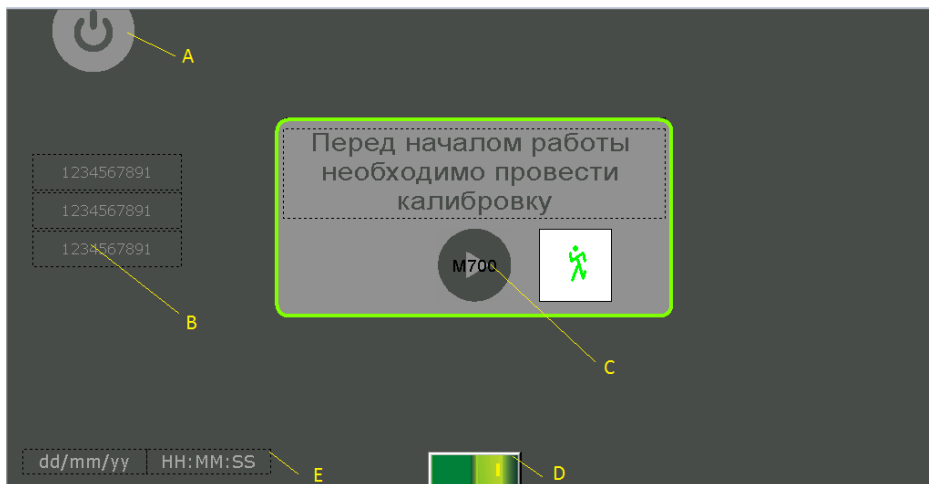 A
Перед началом работы
необходимо провести
калибровку
1234567891
1234567891
1234567891
M700
B
C
dd/mm/yy HH:MM:SS
E
I
D